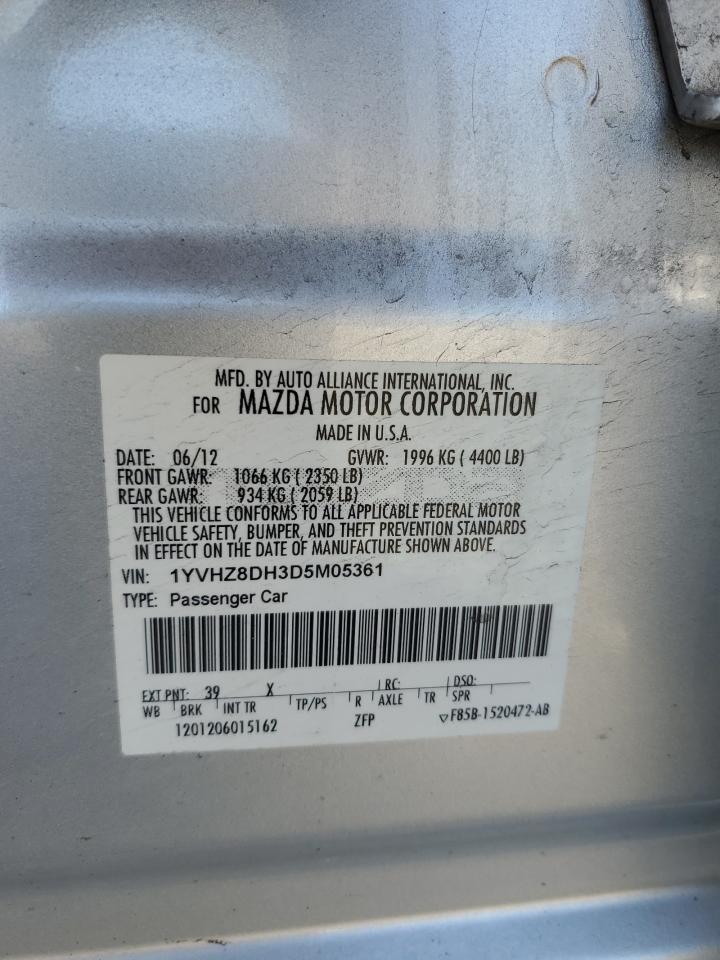 MFD. BY AUTO ALLIANCE INTERNATIONAL, INC.
FOR MAZDA MOTOR CORPORATION
MADE IN U.S.A.
DATE: 06/12 GVWR: 1996 KG ( 4400 LB)
FRONT GAWR: 1066 KG ( 2350 LB)
REAR GAWR: 934 KG ( 2059 LB)
THIS VEHICLE CONFORMS TO ALL APPLICABLE FEDERAL MOTOR
VEHICLE SAFETY, BUMPER, AND THEFT PREVENTION STANDARDS
IN EFFECT ON THE DATE OF MANUFACTURE SHOWN ABOVE.
VIN: 1YVHZ8DH3D5M05361
TYPE: Passenger Car
EXT PNT: 39 X RC: DSO:
WB BRK INT TR TP/PS R AXLE TR SPR
1201206015162 ZFP ▽F85B-1520472-AB